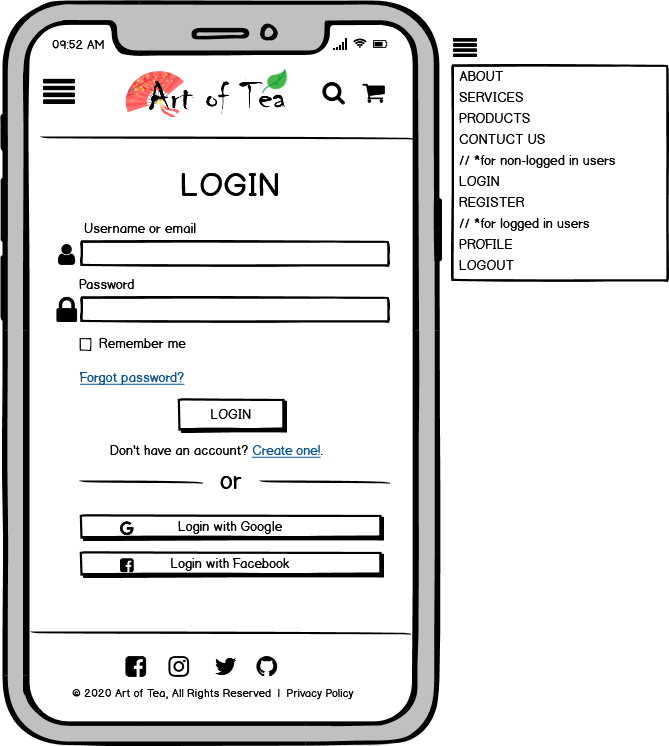 09:52 AM
Art of Tea
LOGIN
Username or email
Password
Remember me
Forgot password?
LOGIN
Don't have an account? Create one!.
or
Login with Google
Login with Facebook
© 2020 Art of Tea, All Rights Reserved | Privacy Policy
ABOUT
SERVICES
PRODUCTS
CONTUCT US
// *for non-logged in users
LOGIN
REGISTER
// *for logged in users
PROFILE
LOGOUT